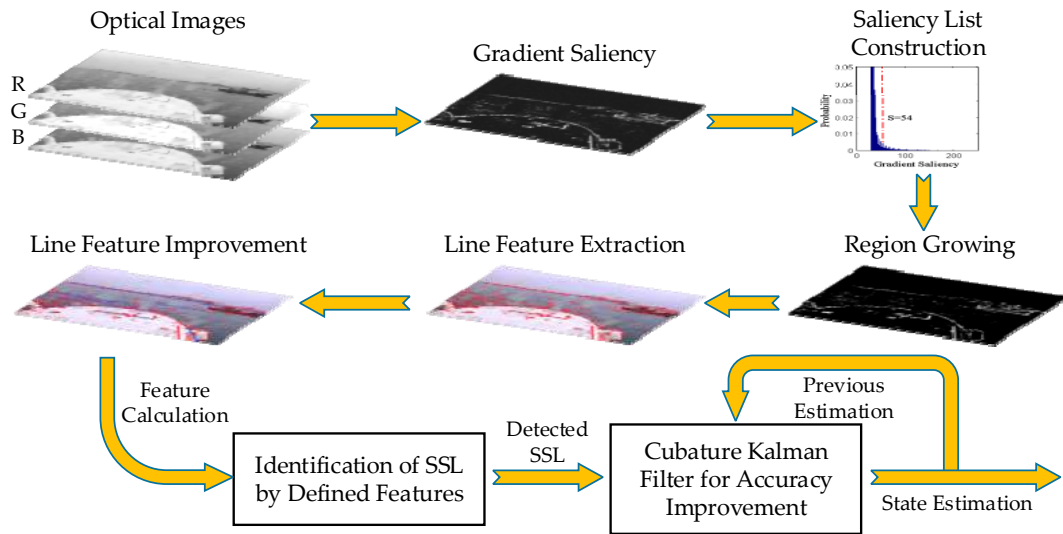 Optical Images
R
G
B
Gradient Saliency
Saliency List
Construction
0.05
0.04
0.03
0.02
0.01
0
Probability
S=54
0
100
200
Gradient Saliency
Line Feature Improvement
Line Feature Extraction
Region Growing
Feature
Calculation
Identification of SSL
by Defined Features
Detected
SSL
Previous
Estimation
Cubature Kalman
Filter for Accuracy
Improvement
State Estimation